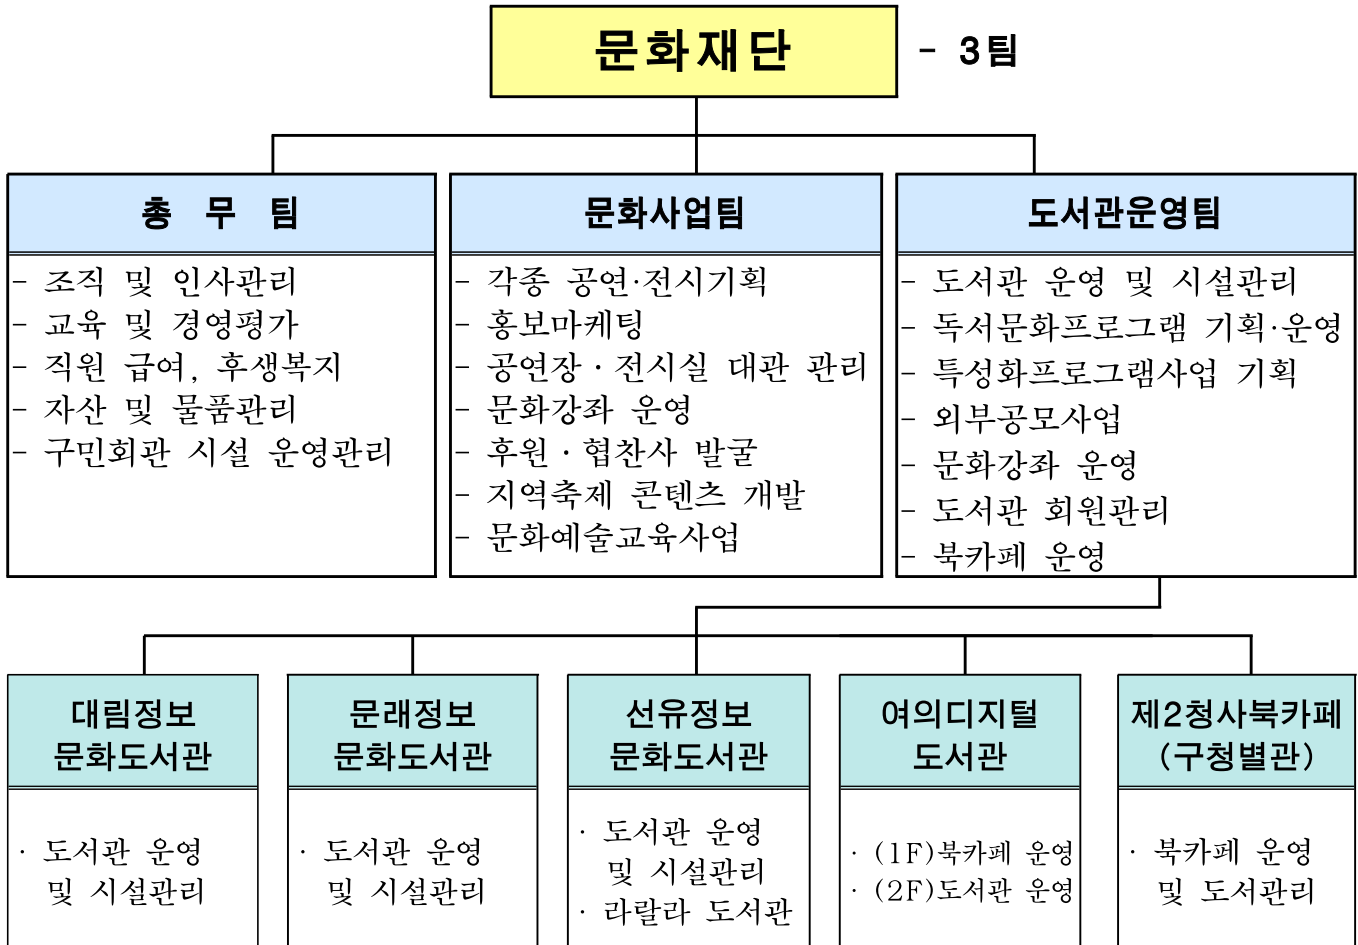 문화재단 - 3팀
총 무 팀
- 조직 및 인사관리
- 교육 및 경영평가
- 직원 급여, 후생복지
- 자산 및 물품관리
- 구민회관 시설 운영관리
문화사업팀
- 각종 공연·전시기획
- 홍보마케팅
- 공연장 · 전시실 대관 관리
- 문화강좌 운영
- 후원 · 협찬사 발굴
- 지역축제 콘텐츠 개발
- 문화예술교육사업
도서관운영팀
- 도서관 운영 및 시설관리
- 독서문화프로그램 기획·운영
- 특성화프로그램사업 기획
- 외부공모사업
- 문화강좌 운영
- 도서관 회원관리
- 북카페 운영
대림정보
문화도서관
· 도서관 운영
및 시설관리
문래정보
문화도서관
· 도서관 운영
및 시설관리
선유정보
문화도서관
· 도서관 운영
및 시설관리
· 라랄라 도서관
여의디지털
도서관
· (1F)북카페 운영
· (2F)도서관 운영
제2청사북카페
(구청별관)
· 북카페 운영
및 도서관리